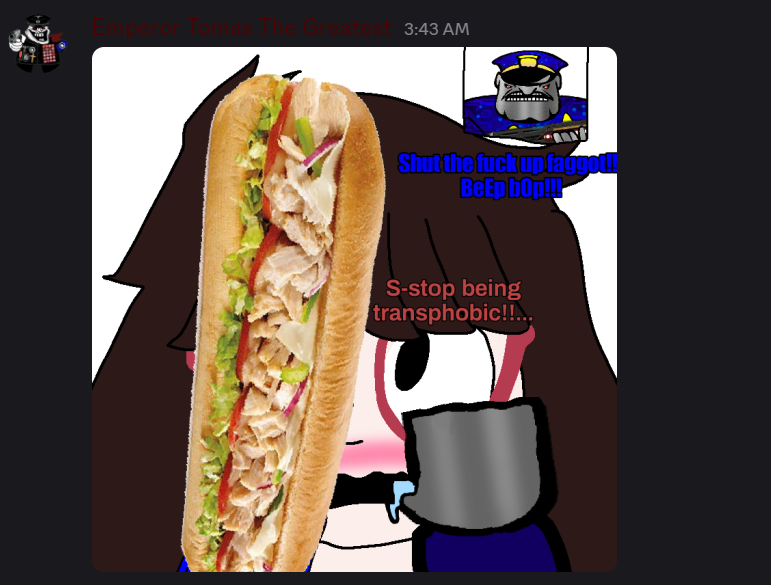 Emperor Tomas The Greatest 3:43 AM
Shut the fuck up faggot!!
BeEp bOp!!!
S-stop being
transphobic!!...